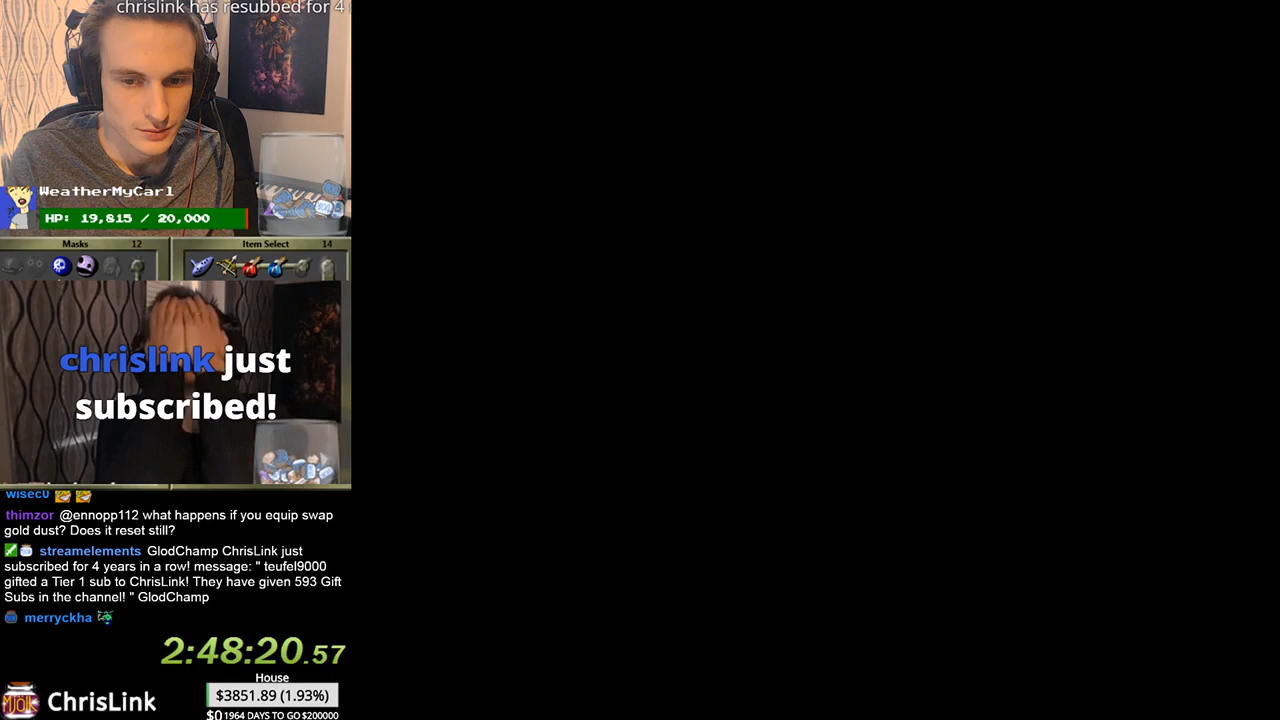 chrislink has resubbed for 4
WeatherMyCarl
HP: 19,815 / 20,000
Masks 12
Item Select 14
chrislink just
subscribed!
wisec0
thimzor @ennopp112 what happens if you equip swap
gold dust? Does it reset still?
streamelements GlodChamp ChrisLink just
subscribed for 4 years in a row! message: " teufel9000
gifted a Tier 1 sub to ChrisLink! They have given 593 Gift
Subs in the channel! " GlodChamp
merryckha
2:48:20.57
House
MJÖLK ChrisLink
$3851.89 (1.93%)
$0 1964 DAYS TO GO $200000